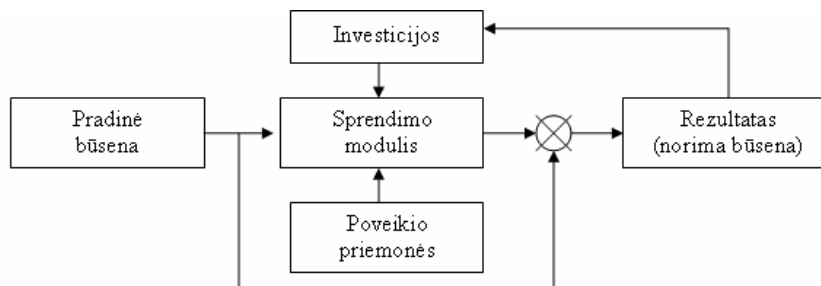 Investicijos
Pradinė
būsena
Sprendimo
modulis
Rezultatas
(norima būsena)
Poveikio
priemonės